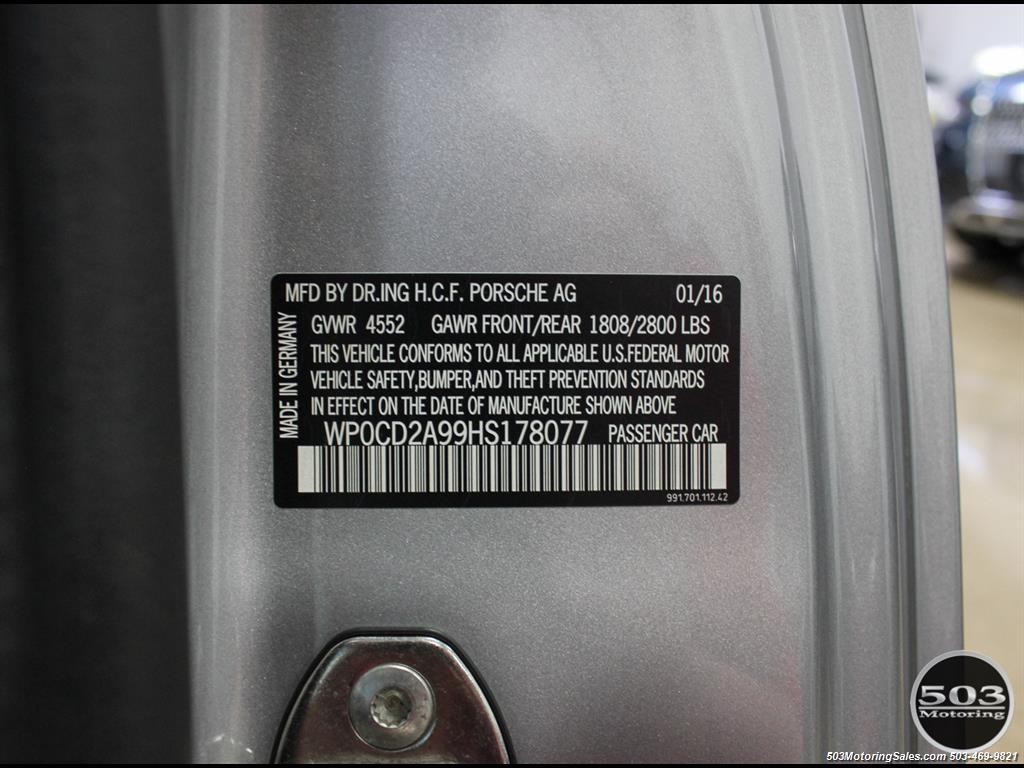 MFD BY DR.ING H.C.F. PORSCHE AG 01/16
GVWR 4552 GAWR FRONT/REAR 1808/2800 LBS
THIS VEHICLE CONFORMS TO ALL APPLICABLE U.S.FEDERAL MOTOR
VEHICLE SAFETY,BUMPER,AND THEFT PREVENTION STANDARDS
IN EFFECT ON THE DATE OF MANUFACTURE SHOWN ABOVE
MADE IN GERMANY
WP0CD2A99HS178077 PASSENGER CAR
991.701.112.42
503
Motoring
503MotoringSales.com 503-469-9821